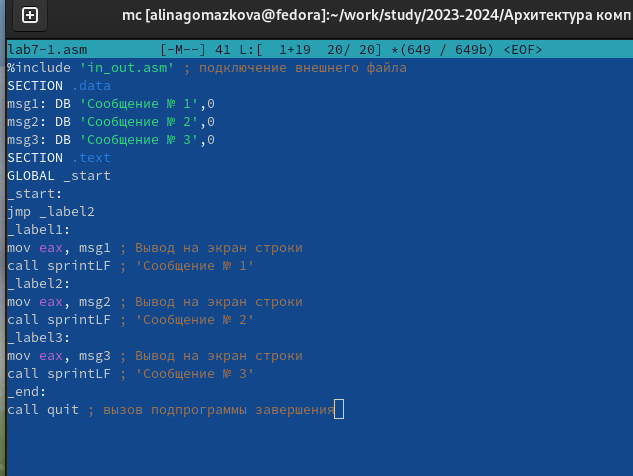 mc [alinagomazkova@fedora]:~/work/study/2023-2024/Архитектура комп
lab7-1.asm [-M--] 41 L:[ 1+19 20/ 20] *(649 / 649b) <EOF>
%include 'in_out.asm' ; подключение внешнего файла
SECTION .data
msg1: DB 'Сообщение № 1',0
msg2: DB 'Сообщение № 2',0
msg3: DB 'Сообщение № 3',0
SECTION .text
GLOBAL _start
_start:
jmp _label2
_label1:
mov eax, msg1 ; Вывод на экран строки
call sprintLF ; 'Сообщение № 1'
_label2:
mov eax, msg2 ; Вывод на экран строки
call sprintLF ; 'Сообщение № 2'
_label3:
mov eax, msg3 ; Вывод на экран строки
call sprintLF ; 'Сообщение № 3'
_end:
call quit ; вызов подпрограммы завершения